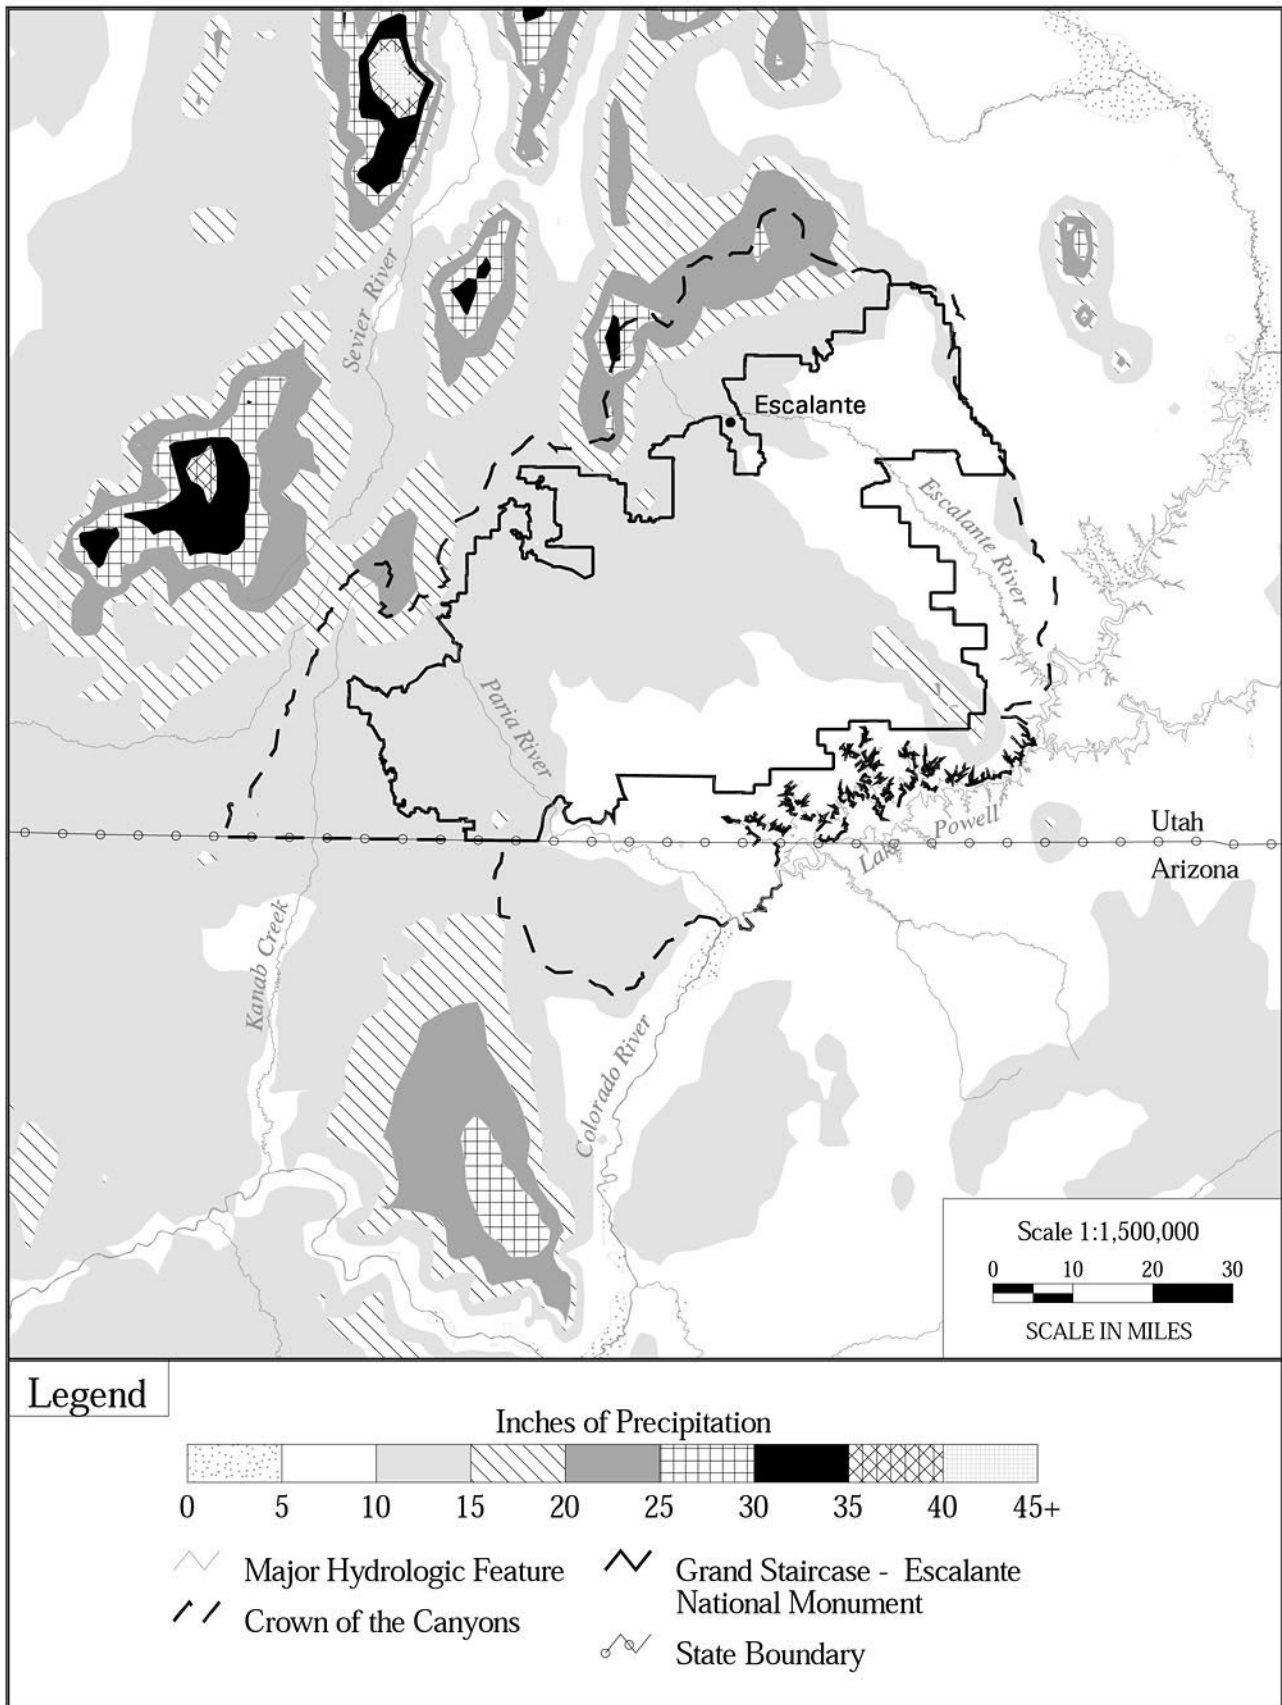 Sevier River
Escalante
Escalante River
Paria River
Lake Powell
Utah
Arizona
Kanab Creek
Colorado River
Scale 1:1,500,000
0 10 20 30
SCALE IN MILES
Legend
Inches of Precipitation
0 5 10 15 20 25 30 35 40 45+
Major Hydrologic Feature
Grand Staircase - Escalante
National Monument
Crown of the Canyons
State Boundary